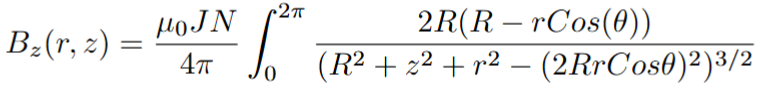 B_z(r, z) = \frac{\mu_0 JN}{4\pi} \int_0^{2\pi} \frac{2R(R - rCos(\theta))}{(R^2 + z^2 + r^2 - (2RrCos\theta)^2)^{3/2}}